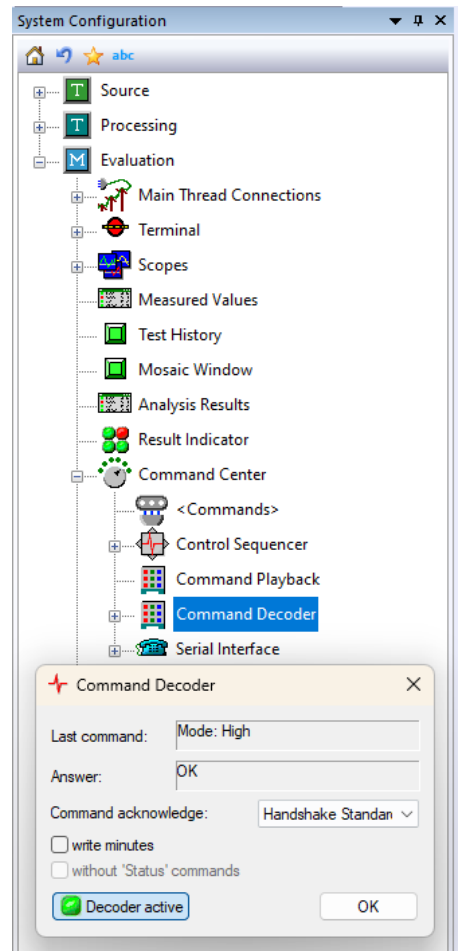 System Configuration
abc
T Source
T Processing
M Evaluation
Main Thread Connections
Terminal
Scopes
Measured Values
Test History
Mosaic Window
Analysis Results
Result Indicator
Command Center
<Commands>
Control Sequencer
Command Playback
Command Decoder
Serial Interface
Command Decoder
Last command: Mode: High
Answer: OK
Command acknowledge: Handshake Standar
write minutes
without 'Status' commands
Decoder active OK